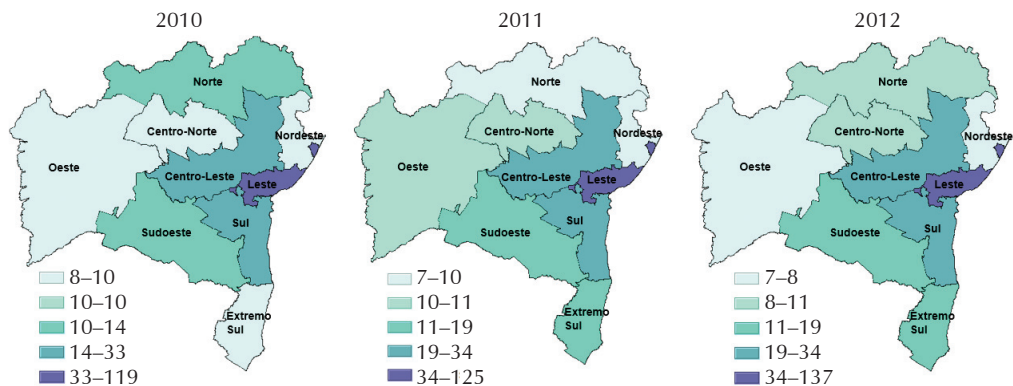 2010
Norte
Centro-Norte
Nordeste
Oeste
Centro-Leste
Leste
Sul
Sudoeste
Extremo
Sul
8–10
10–10
10–14
14–33
33–119
2011
Norte
Centro-Norte
Nordeste
Oeste
Centro-Leste
Leste
Sul
Sudoeste
Extremo
Sul
7–10
10–11
11–19
19–34
34–125
2012
Norte
Centro-Norte
Nordeste
Oeste
Centro-Leste
Leste
Sul
Sudoeste
Extremo
Sul
7–8
8–11
11–19
19–34
34–137